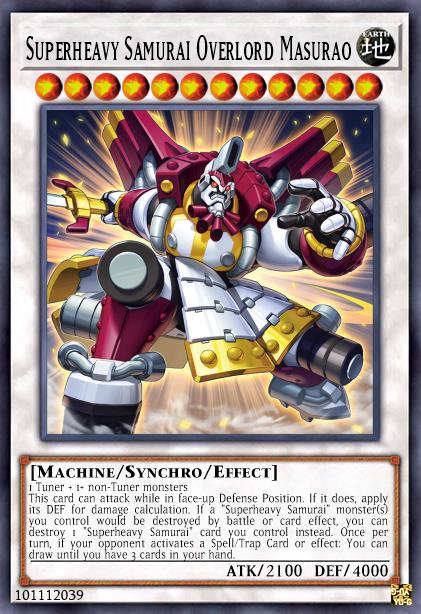 Superheavy Samurai Overlord Masurao
EARTH
地
[Machine/Synchro/Effect]
1 Tuner + 1+ non-Tuner monsters
This card can attack while in face-up Defense Position. If it does, apply
its DEF for damage calculation. If a "Superheavy Samurai" monster(s)
you control would be destroyed by battle or card effect, you can
destroy 1 "Superheavy Samurai" card you control instead. Once per
turn, if your opponent activates a Spell/Trap Card or effect: You can
draw until you have 3 cards in your hand.
ATK/2100 DEF/4000
101112039